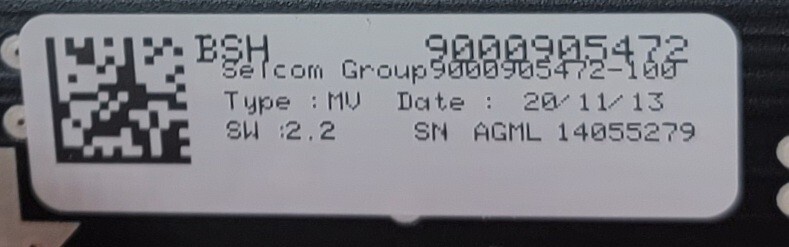 BSH 9000905472
Selcom Group9000905472-100
Type :MV Date : 20/11/13
SW :2.2 SN AGML 14055279